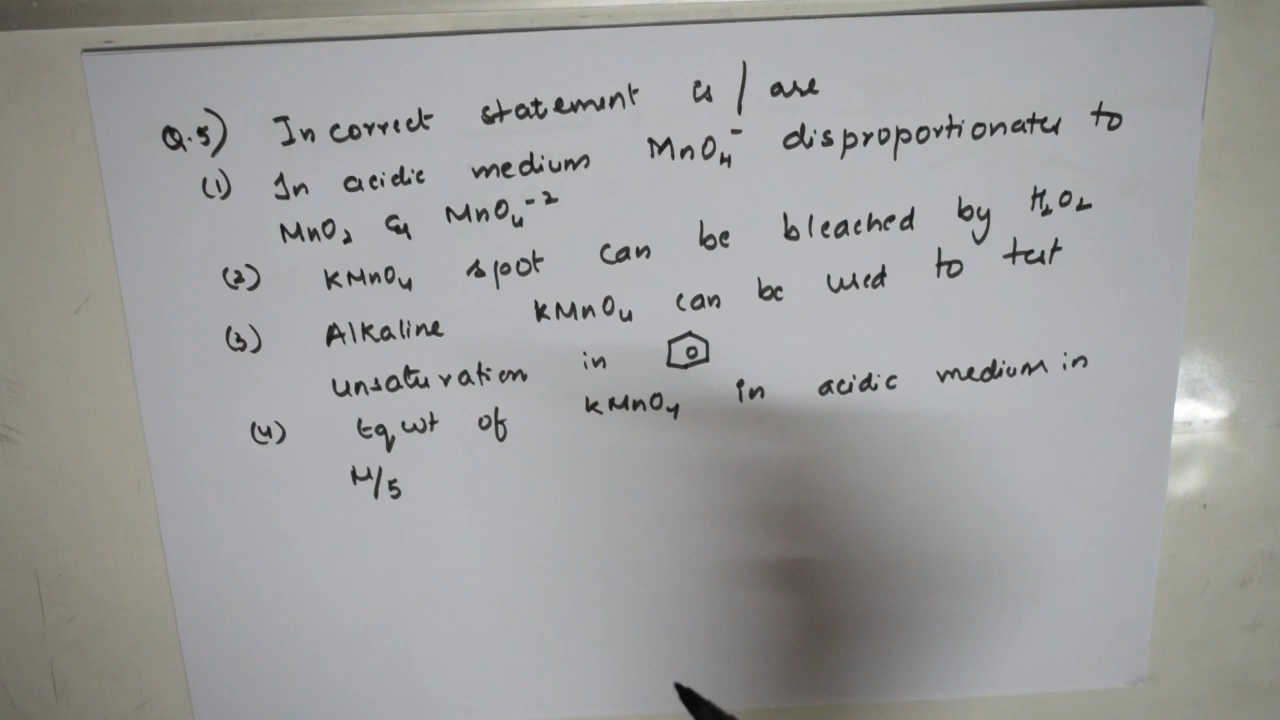 Q.5) Incorrect statement is / are
(1) In acidic medium MnO4⁻ disproportionates to
MnO2 & MnO4⁻²
(2) KMnO4 spot can be bleached by H2O2
(3) Alkaline KMnO4 can be used to test
unsaturation in
(4) Eq wt of KMnO4 in acidic medium in
M/5